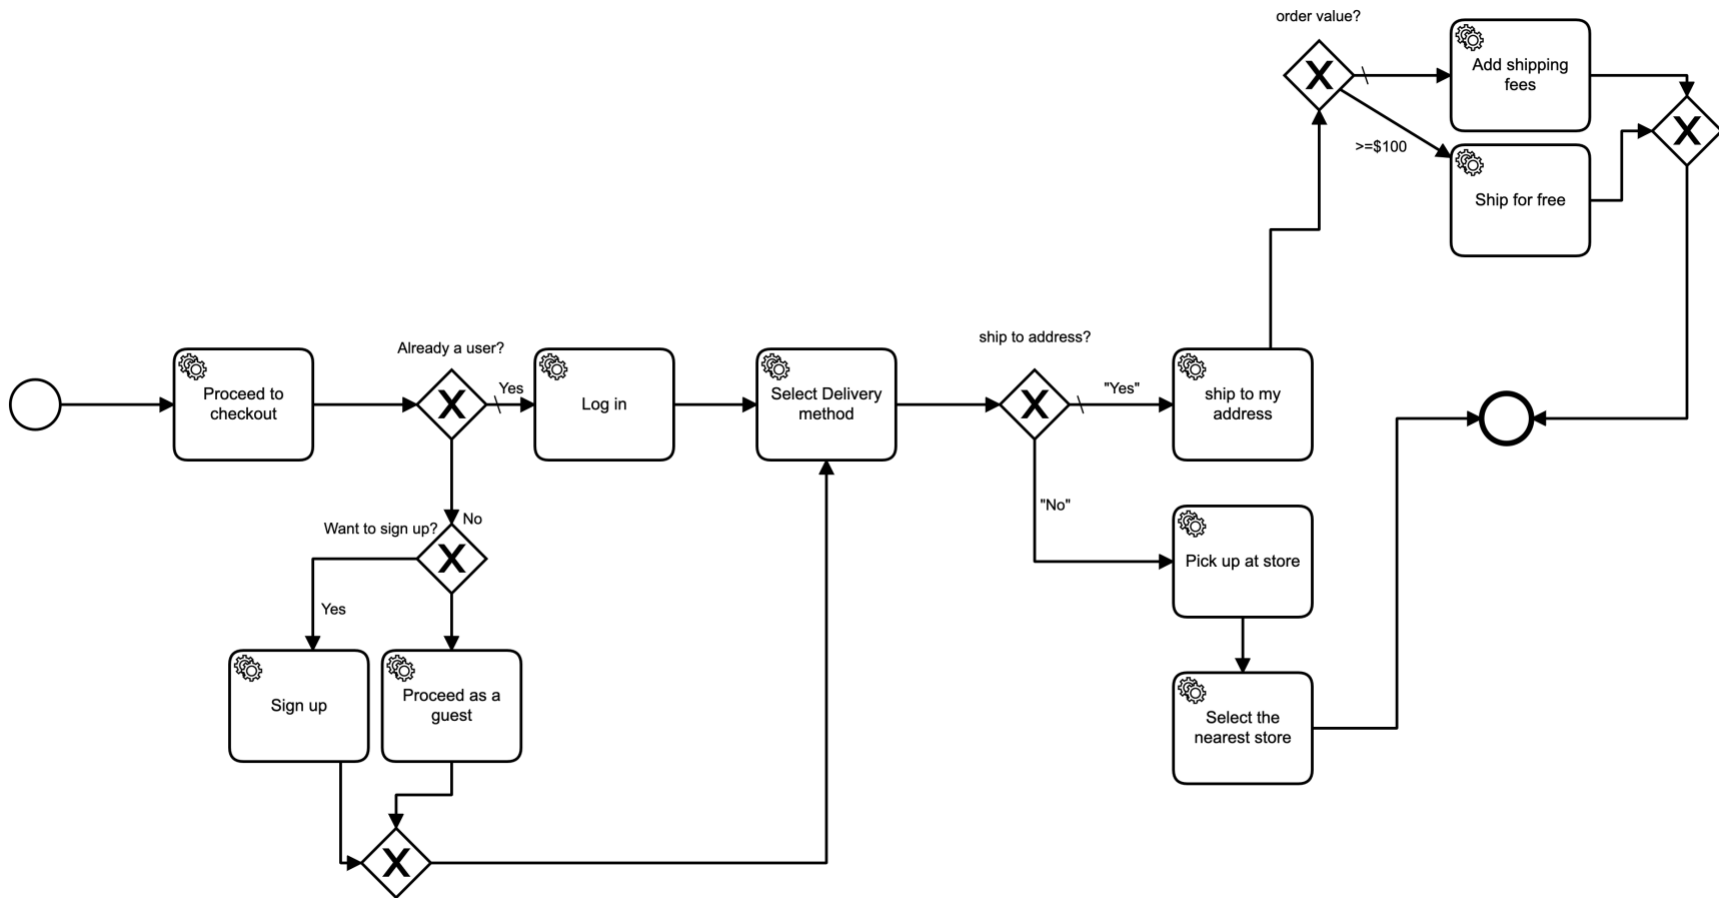 order value?
Add shipping
fees
>=$100
Ship for free
ship to address?
Already a user?
Proceed to
checkout
Yes
Log in
Select Delivery
method
"Yes"
ship to my
address
"No"
Pick up at store
No
Want to sign up?
Yes
Sign up
Proceed as a
guest
Select the
nearest store